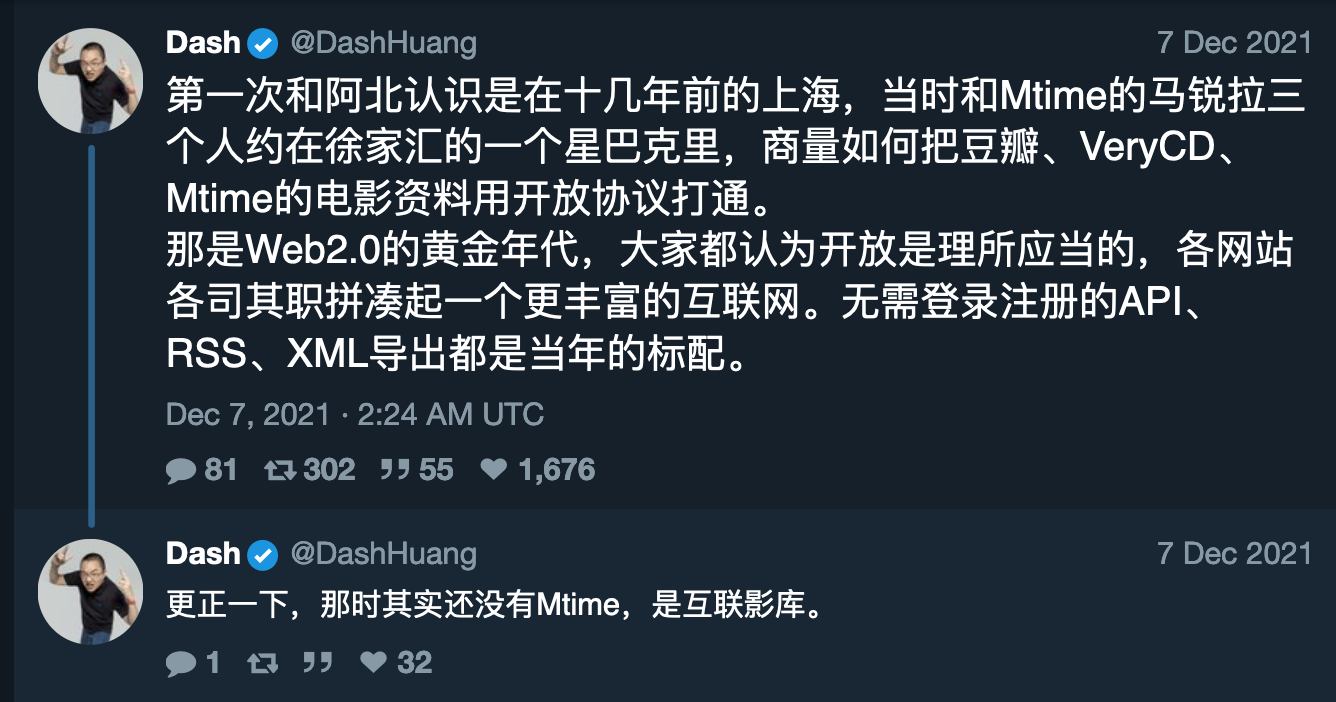 Dash @DashHuang 7 Dec 2021
第一次和阿北认识是在十几年前的上海，当时和Mtime的马锐拉三
个人约在徐家汇的一个星巴克里，商量如何把豆瓣、VeryCD、
Mtime的电影资料用开放协议打通。
那是Web2.0的黄金年代，大家都认为开放是理所应当的，各网站
各司其职拼凑起一个更丰富的互联网。无需登录注册的API、
RSS、XML导出都是当年的标配。
Dec 7, 2021 · 2:24 AM UTC
81 302 55 1,676
Dash @DashHuang 7 Dec 2021
更正一下，那时其实还没有Mtime，是互联影库。
1 32